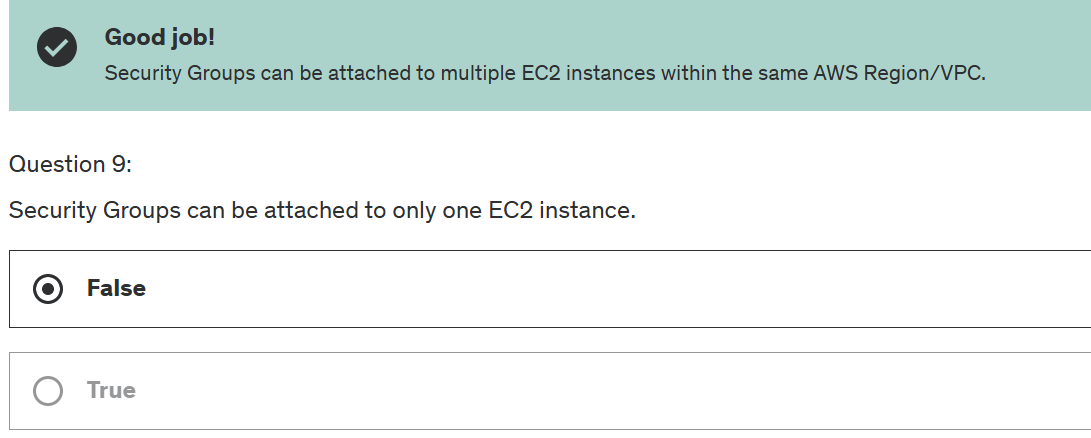 Good job!
Security Groups can be attached to multiple EC2 instances within the same AWS Region/VPC.
Question 9:
Security Groups can be attached to only one EC2 instance.
False
True